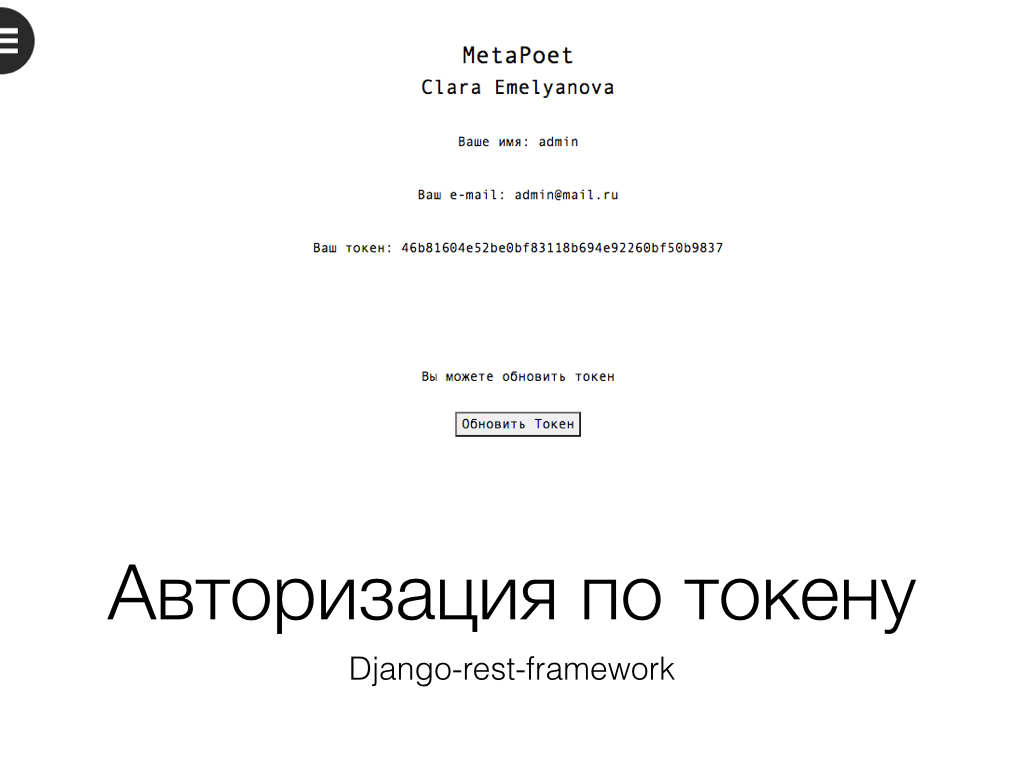 MetaPoet
Clara Emelyanova
Ваше имя: admin
Ваш e-mail: admin@mail.ru
Ваш токен: 46b81604e52be0bf83118b694e92260bf50b9837
Вы можете обновить токен
Обновить Токен
Авторизация по токену
Django-rest-framework